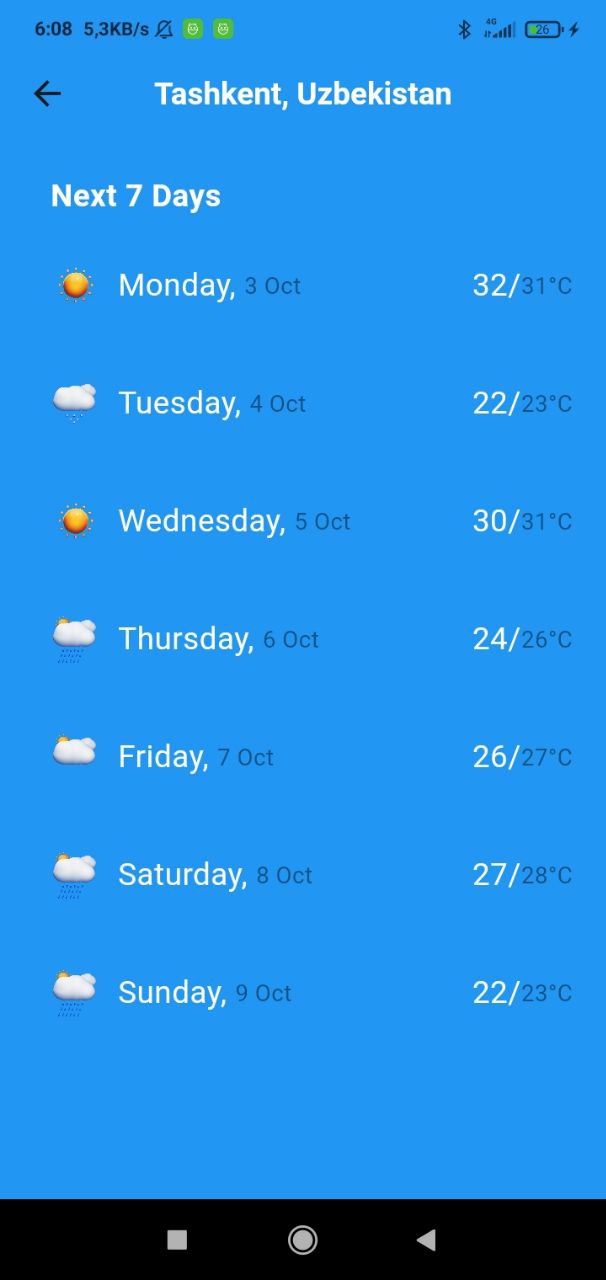 6:08 5,3KB/s 4G 26
Tashkent, Uzbekistan
Next 7 Days
Monday, 3 Oct 32/31°C
Tuesday, 4 Oct 22/23°C
Wednesday, 5 Oct 30/31°C
Thursday, 6 Oct 24/26°C
Friday, 7 Oct 26/27°C
Saturday, 8 Oct 27/28°C
Sunday, 9 Oct 22/23°C